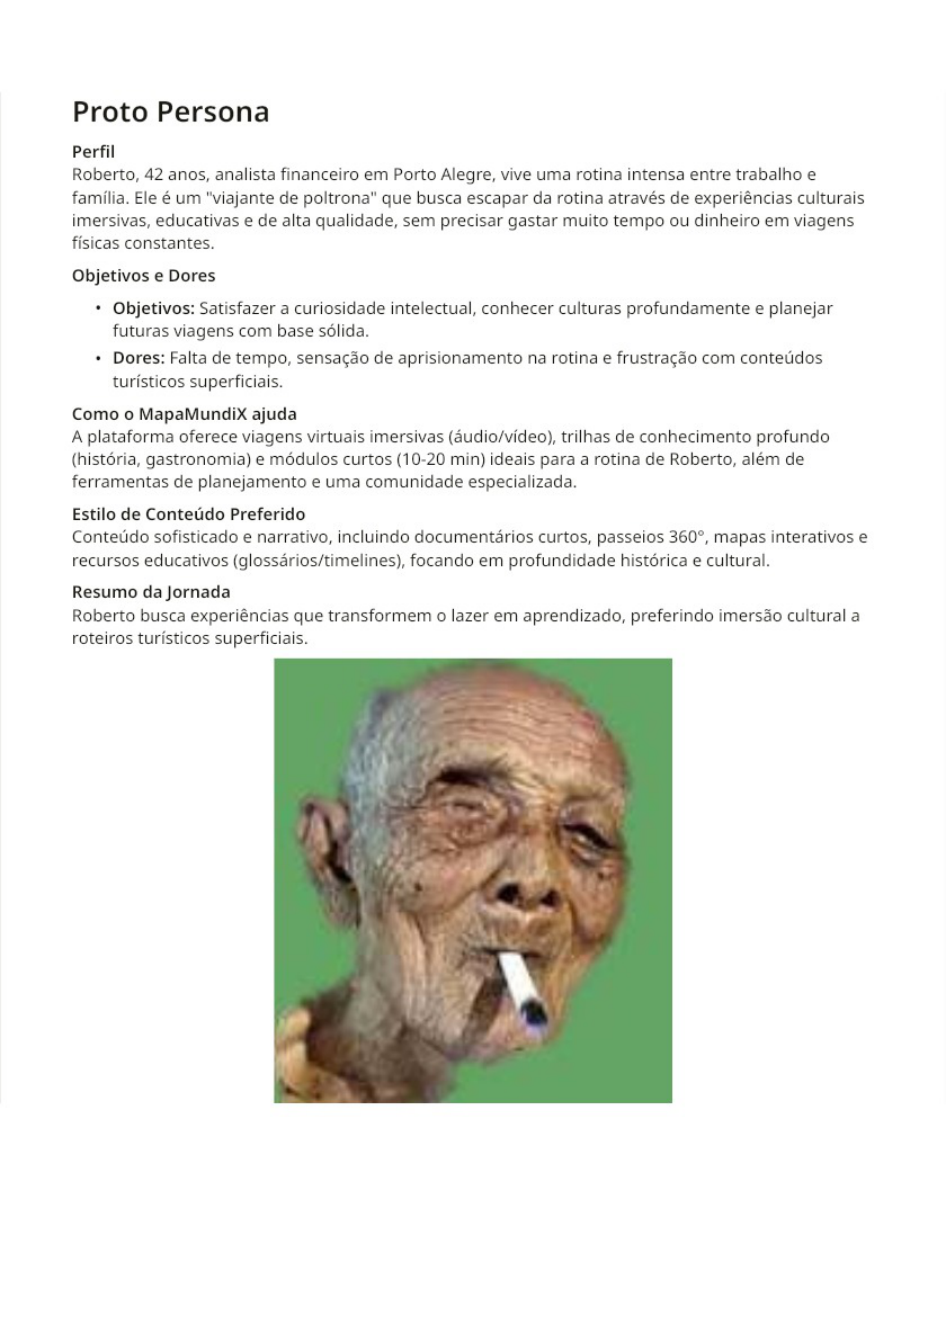 Proto Persona
Perfil
Roberto, 42 anos, analista financeiro em Porto Alegre, vive uma rotina intensa entre trabalho e
família. Ele é um "viajante de poltrona" que busca escapar da rotina através de experiências culturais
imersivas, educativas e de alta qualidade, sem precisar gastar muito tempo ou dinheiro em viagens
físicas constantes.
Objetivos e Dores
• Objetivos: Satisfazer a curiosidade intelectual, conhecer culturas profundamente e planejar
futuras viagens com base sólida.
• Dores: Falta de tempo, sensação de aprisionamento na rotina e frustração com conteúdos
turísticos superficiais.
Como o MapaMundiX ajuda
A plataforma oferece viagens virtuais imersivas (áudio/vídeo), trilhas de conhecimento profundo
(história, gastronomia) e módulos curtos (10-20 min) ideais para a rotina de Roberto, além de
ferramentas de planejamento e uma comunidade especializada.
Estilo de Conteúdo Preferido
Conteúdo sofisticado e narrativo, incluindo documentários curtos, passeios 360°, mapas interativos e
recursos educativos (glossários/timelines), focando em profundidade histórica e cultural.
Resumo da Jornada
Roberto busca experiências que transformem o lazer em aprendizado, preferindo imersão cultural a
roteiros turísticos superficiais.